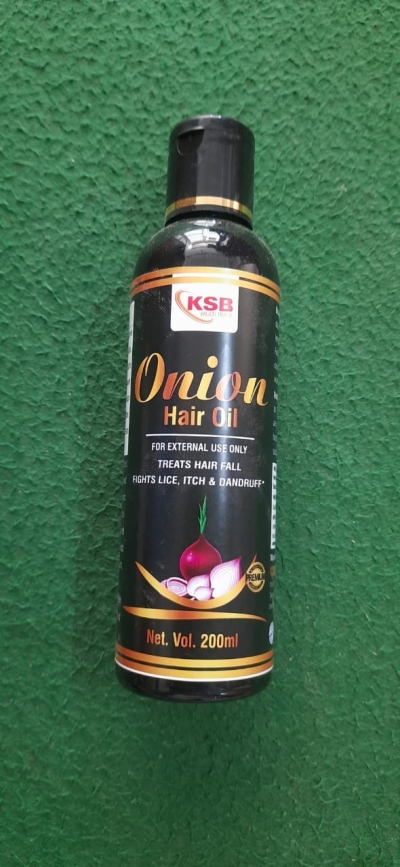 KSB
Onion
Hair Oil
FOR EXTERNAL USE ONLY
TREATS HAIR FALL
FIGHTS LICE, ITCH & DANDRUFF*
PREMIUM
Net. Vol. 200ml